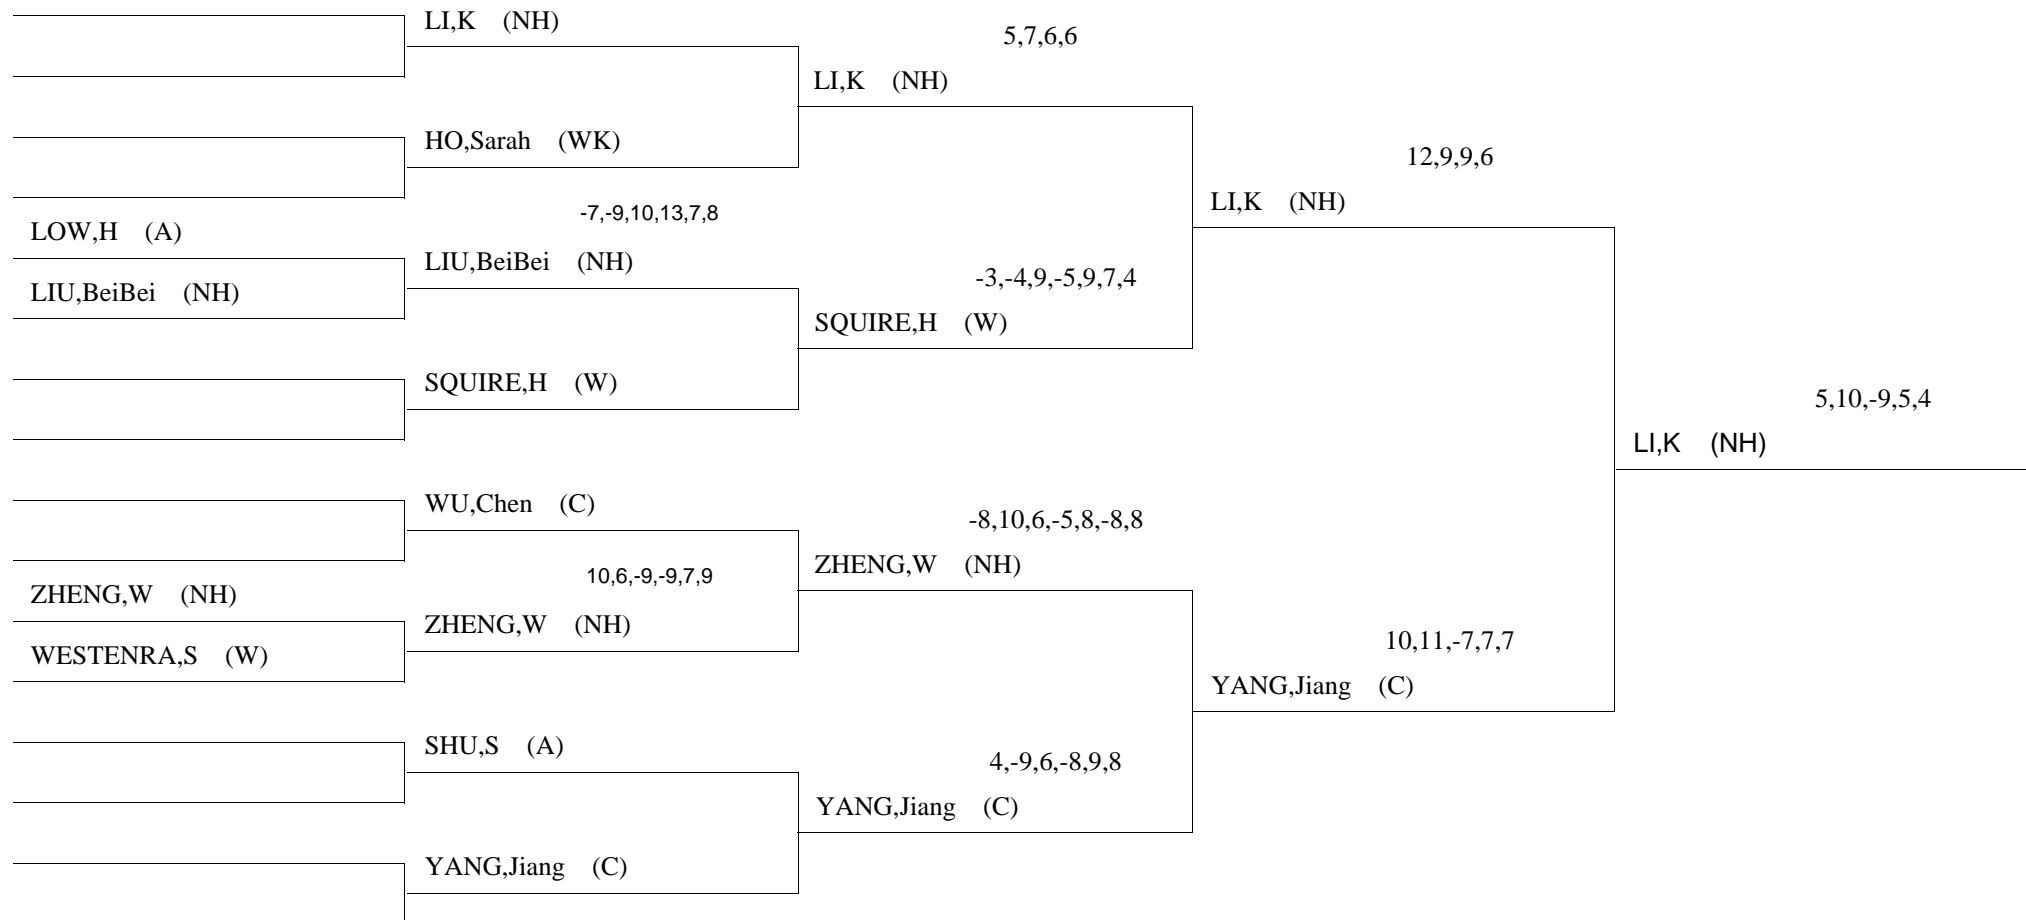 LI,K (NH)
5,7,6,6
LI,K (NH)
HO,Sarah (WK)
12,9,9,6
LI,K (NH)
-7,-9,10,13,7,8
LOW,H (A)
LIU,BeiBei (NH)
-3,-4,9,-5,9,7,4
LIU,BeiBei (NH)
SQUIRE,H (W)
SQUIRE,H (W)
5,10,-9,5,4
LI,K (NH)
WU,Chen (C)
-8,10,6,-5,8,-8,8
ZHENG,W (NH)
10,6,-9,-9,7,9
ZHENG,W (NH)
ZHENG,W (NH)
10,11,-7,7,7
WESTENRA,S (W)
YANG,Jiang (C)
SHU,S (A)
4,-9,6,-8,9,8
YANG,Jiang (C)
YANG,Jiang (C)